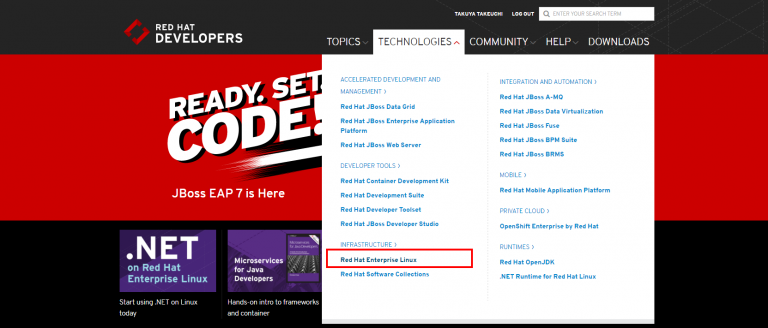 RED HAT
DEVELOPERS
TAKUYA TAKEUCHI LOG OUT ENTER YOUR SEARCH TERM
TOPICS TECHNOLOGIES COMMUNITY HELP DOWNLOADS
READY. SET.
CODE!
JBoss EAP 7 is Here
ACCELERATED DEVELOPMENT AND
MANAGEMENT >
Red Hat JBoss Data Grid
Red Hat JBoss Enterprise Application
Platform
Red Hat JBoss Web Server
DEVELOPER TOOLS >
Red Hat Container Development Kit
Red Hat Development Suite
Red Hat Developer Toolset
Red Hat JBoss Developer Studio
INFRASTRUCTURE >
Red Hat Enterprise Linux
Red Hat Software Collections
INTEGRATION AND AUTOMATION >
Red Hat JBoss A-MQ
Red Hat JBoss Data Virtualization
Red Hat JBoss Fuse
Red Hat JBoss BPM Suite
Red Hat JBoss BRMS
MOBILE >
Red Hat Mobile Application Platform
PRIVATE CLOUD >
OpenShift Enterprise by Red Hat
RUNTIMES >
Red Hat OpenJDK
.NET Runtime for Red Hat Linux
.NET
on Red Hat
Enterprise Linux
Start using .NET on Linux
today
Microservices
for Java
Developers
Hands-on intro to frameworks
and containers